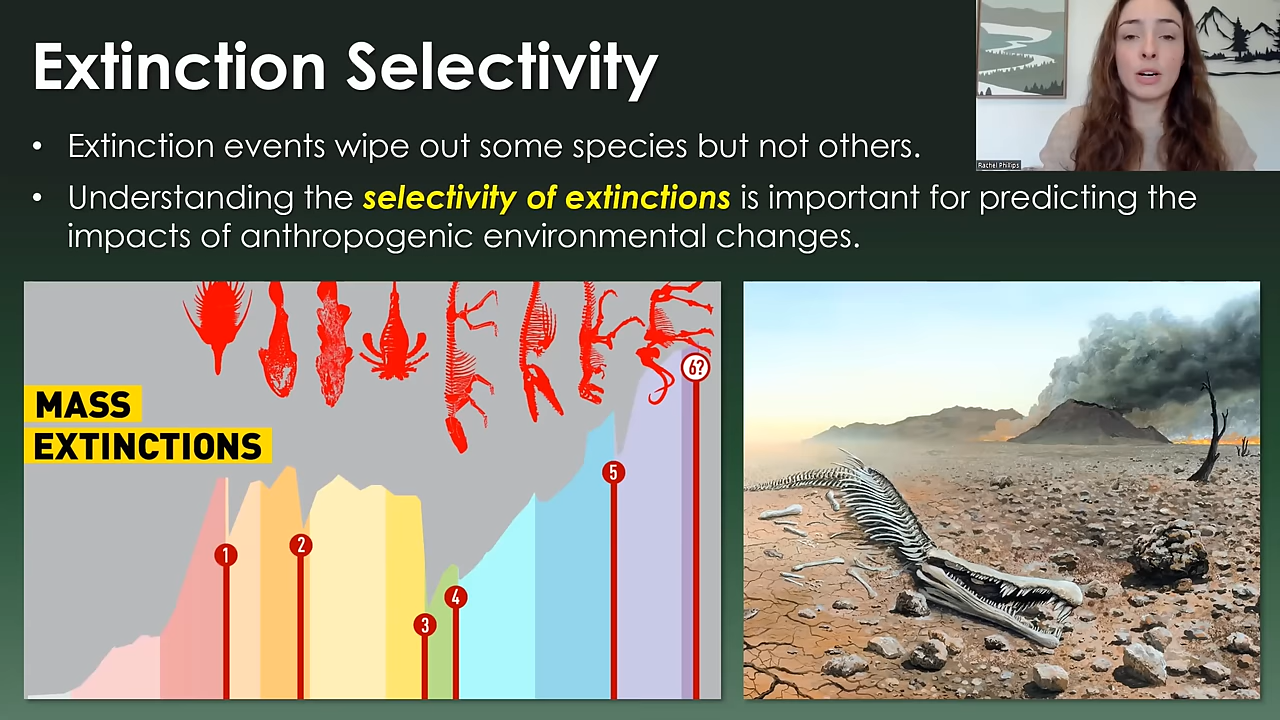 Extinction Selectivity
• Extinction events wipe out some species but not others.
• Understanding the selectivity of extinctions is important for predicting the
impacts of anthropogenic environmental changes.
Rachel Phillips
MASS
EXTINCTIONS
1
2
3
4
5
6?